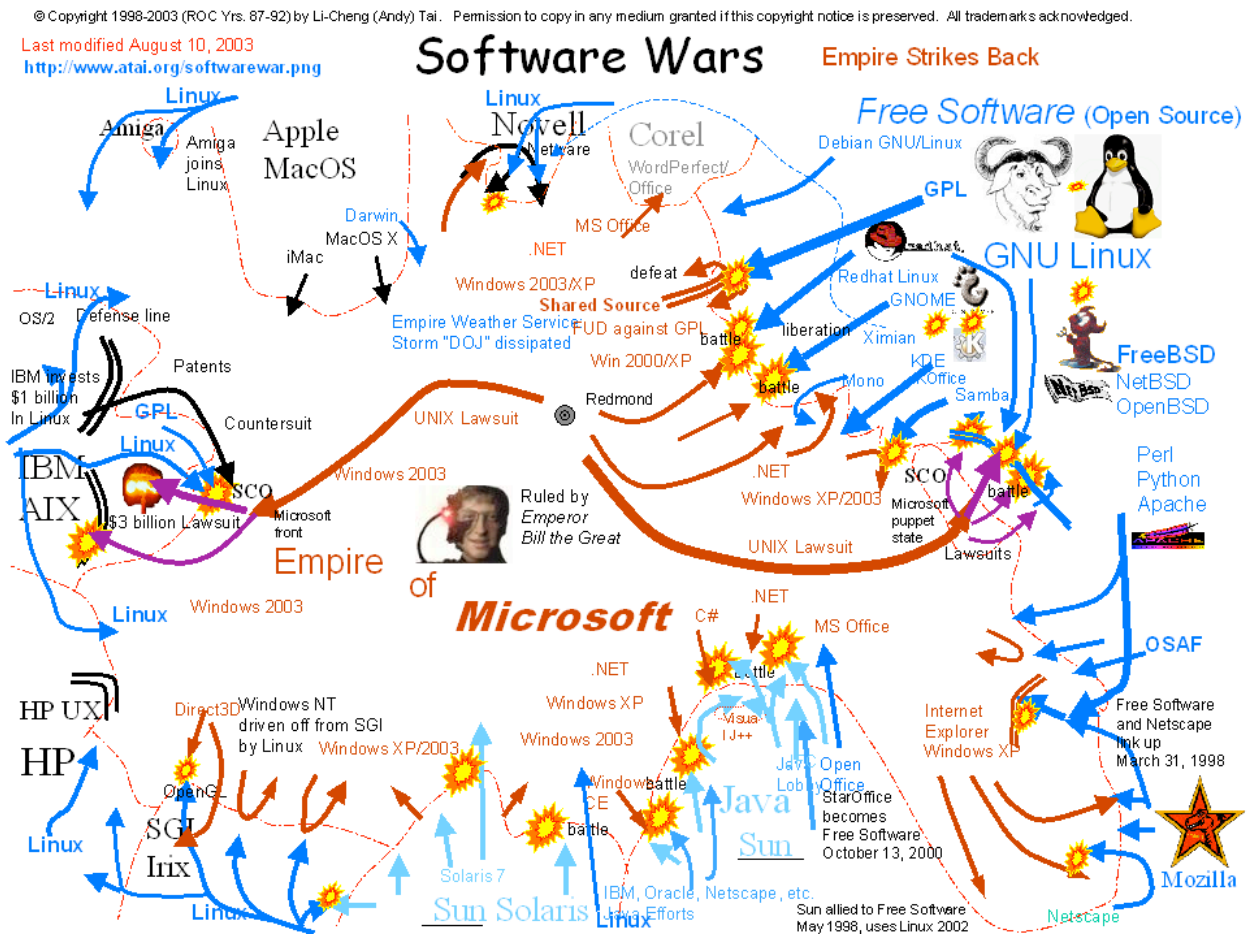 © Copyright 1998-2003 (ROC Yrs. 87-92) by Li-Cheng (Andy) Tai. Permission to copy in any medium granted if this copyright notice is preserved. All trademarks acknowledged.
Last modified August 10, 2003
http://www.atai.org/softwarewar.png
Software Wars
Empire Strikes Back
Free Software (Open Source)
Linux
Amiga
Amiga
joins
Linux
Apple
MacOS
Linux
Novell
Netware
Corel
WordPerfect/
Office
Debian GNU/Linux
GPL
GNU Linux
Darwin
MacOS X
iMac
MS Office
.NET
Windows 2003/XP
Shared Source
defeat
redhat
Redhat Linux
GNOME
Ximian
KDE
KOffice
Samba
FreeBSD
NetBSD
OpenBSD
NetBSD
Linux
OS/2
Defense line
Patents
IBM invests
$1 billion
In Linux
GPL
Linux
Countersuit
Empire Weather Service:
Storm "DOJ" dissipated
FUD against GPL
Win 2000/XP
battle
liberation
battle
Mono
Redmond
UNIX Lawsuit
Windows 2003
IBM
AIX
SCO
$3 billion Lawsuit
Microsoft
front
Ruled by
Emperor
Bill the Great
.NET
Windows XP/2003
SCO
Microsoft
puppet
state
battle
Lawsuits
UNIX Lawsuit
Perl
Python
Apache
APACHE
Empire
of
Microsoft
Windows 2003
Linux
.NET
C#
MS Office
Battle
OSAF
HP UX
HP
Linux
Direct3D
Windows NT
driven off from SGI
by Linux
Windows XP/2003
OpenGL
SGI
Irix
Linux
.NET
Windows XP
Windows 2003
Windows
CE
battle
battle
Visual
J++
Java
Lobby
Open
Office
Java
Sun
StarOffice
becomes
Free Software
October 13, 2000
Solaris 7
Sun Solaris
IBM, Oracle, Netscape, etc.
Java Efforts
Linux
Sun allied to Free Software
May 1998, uses Linux 2002
Internet
Explorer
Windows XP
Free Software
and Netscape
link up
March 31, 1998
Mozilla
Netscape